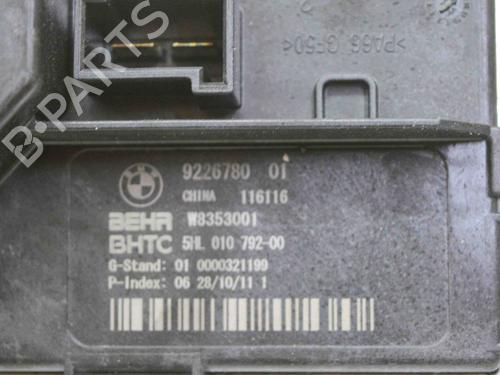 >PA66 GF50<
2
B-PARTS
9226780 01
CHINA 116116
BEHR W8353001
BHTC 5HL 010 792-00
G-Stand: 01 0000321199
P-Index: 06 28/10/11 1